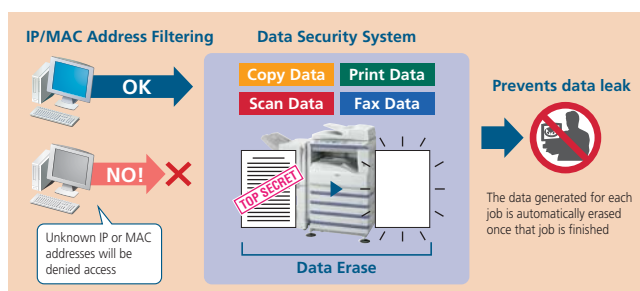 IP/MAC Address Filtering
OK
NO!
Unknown IP or MAC
addresses will be
denied access
Data Security System
Copy Data
Print Data
Scan Data
Fax Data
TOP SECRET
Data Erase
Prevents data leak
The data generated for each
job is automatically erased
once that job is finished